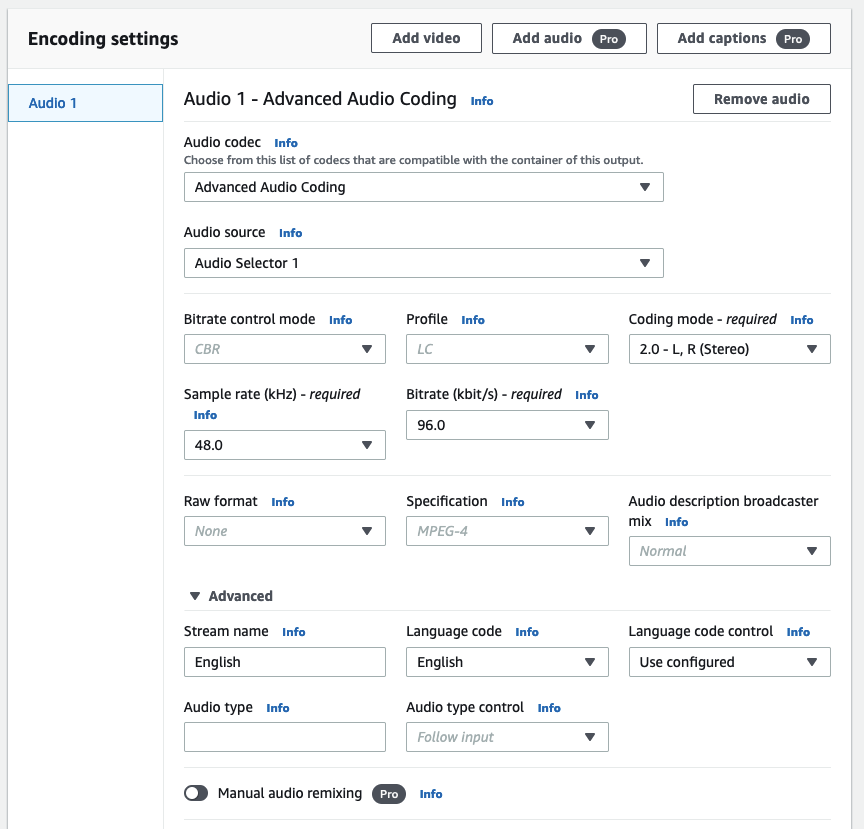 Encoding settings
Add video
Add audio Pro
Add captions Pro
Audio 1
Audio 1 - Advanced Audio Coding Info
Remove audio
Audio codec Info
Choose from this list of codecs that are compatible with the container of this output.
Advanced Audio Coding
Audio source Info
Audio Selector 1
Bitrate control mode Info
CBR
Profile Info
LC
Coding mode - required Info
2.0 - L, R (Stereo)
Sample rate (kHz) - required
Info
48.0
Bitrate (kbit/s) - required Info
96.0
Raw format Info
None
Specification Info
MPEG-4
Audio description broadcaster
mix Info
Normal
Advanced
Stream name Info
English
Language code Info
English
Language code control Info
Use configured
Audio type Info
Audio type control Info
Follow input
Manual audio remixing Pro Info